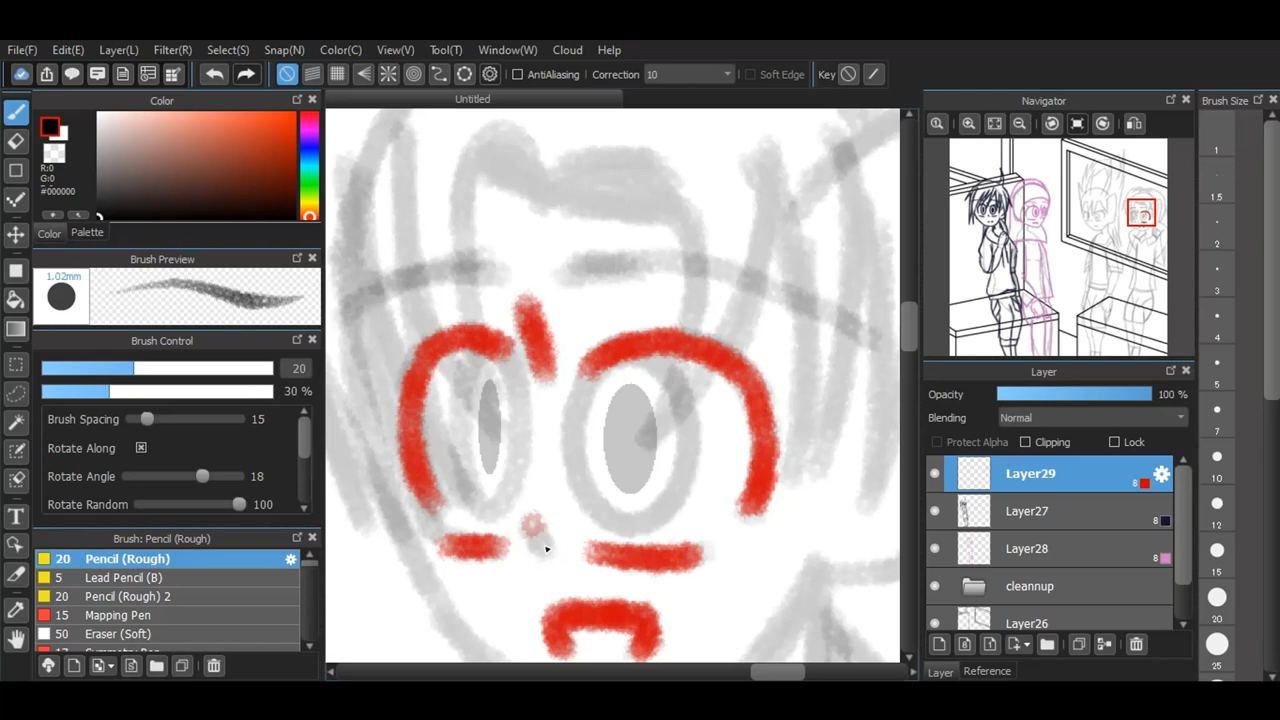 File(F) Edit(E) Layer(L) Filter(R) Select(S) Snap(N) Color(C) View(V) Tool(T) Window(W) Cloud Help
AntiAliasing Correction 10 Soft Edge Key
Color
R:0
G:0
#000000
Color Palette
Brush Preview
1.02mm
Brush Control
20
30 %
Brush Spacing 15
Rotate Along
Rotate Angle 18
Rotate Random 100
Brush: Pencil (Rough)
20 Pencil (Rough)
5 Lead Pencil (B)
20 Pencil (Rough) 2
15 Mapping Pen
50 Eraser (Soft)
Untitled
Navigator
Layer
Opacity 100 %
Blending Normal
Protect Alpha Clipping Lock
Layer29
8
Layer27
8
Layer28
8
cleannup
Layer26
Layer Reference
Brush Size
1
1.5
2
3
5
7
10
12
15
20
25